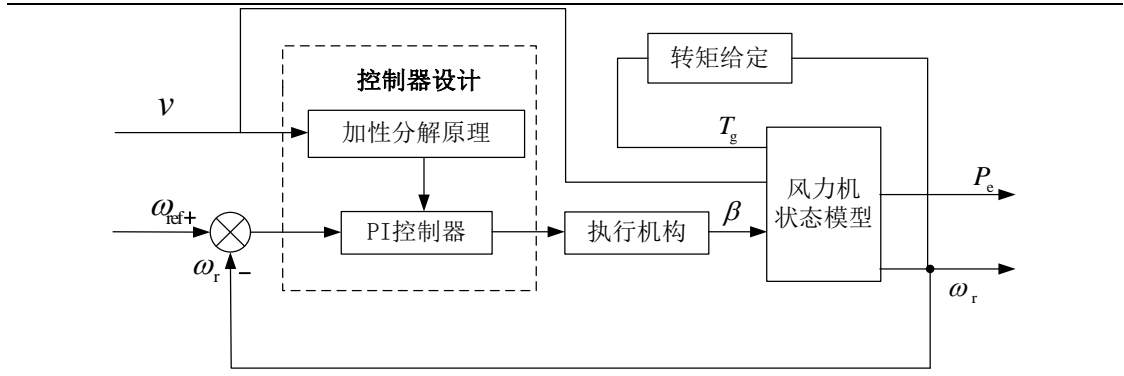 转矩给定
控制器设计
v
加性分解原理
T_g
风力机
状态模型
P_e
ω_ref+
PI控制器
执行机构
β
ω_r −
ω_r